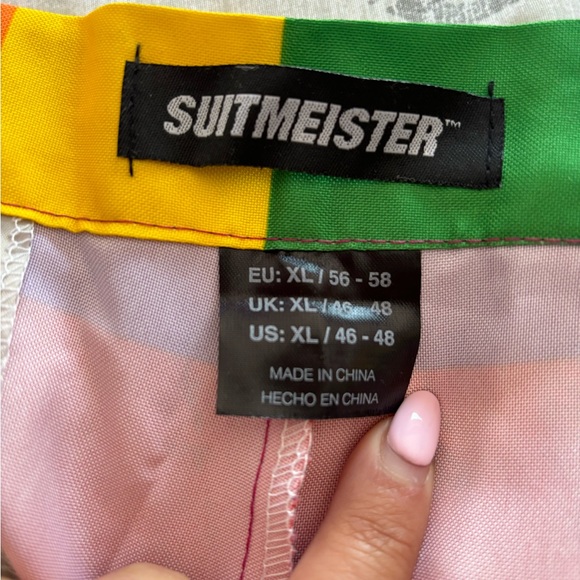 SUITMEISTER™
EU: XL / 56 - 58
UK: XL / 46 - 48
US: XL / 46 - 48
MADE IN CHINA
HECHO EN CHINA